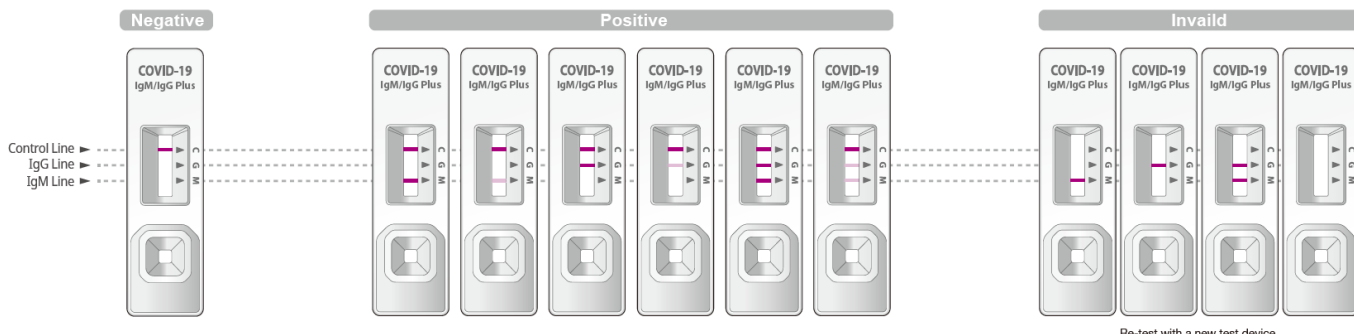 Negative
Positive
Invaild
COVID-19 COVID-19 COVID-19 COVID-19 COVID-19 COVID-19 COVID-19 COVID-19 COVID-19 COVID-19 COVID-19
IgM/IgG Plus IgM/IgG Plus IgM/IgG Plus IgM/IgG Plus IgM/IgG Plus IgM/IgG Plus IgM/IgG Plus IgM/IgG Plus IgM/IgG Plus IgM/IgG Plus IgM/IgG Plus
Control Line ► C C C C C C C C C C C
IgG Line ► G G G G G G G G G G G
IgM Line ► M M M M M M M M M M M
Re-test with a new test device